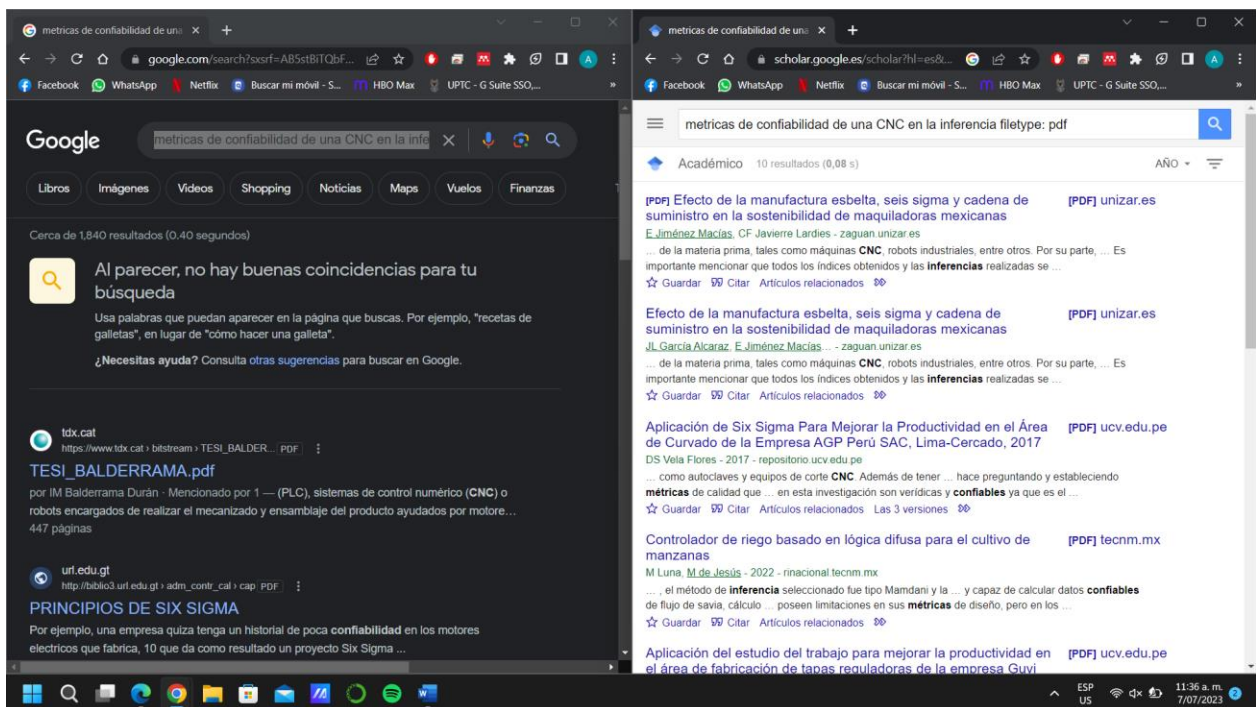 metricas de confiabilidad de una
google.com/search?sxsrf=AB5stBiTQbF...
Facebook WhatsApp Netflix Buscar mi móvil - S... HBO Max UPTC - G Suite SSO,... »
Google
metricas de confiabilidad de una CNC en la infe
Libros Imágenes Videos Shopping Noticias Maps Vuelos Finanzas
Cerca de 1,840 resultados (0.40 segundos)
Al parecer, no hay buenas coincidencias para tu
búsqueda
Usa palabras que puedan aparecer en la página que buscas. Por ejemplo, "recetas de
galletas", en lugar de "cómo hacer una galleta".
¿Necesitas ayuda? Consulta otras sugerencias para buscar en Google.
tdx.cat
https://www.tdx.cat › bitstream › TESI_BALDER... PDF
TESI_BALDERRAMA.pdf
por IM Balderrama Durán · Mencionado por 1 — (PLC), sistemas de control numérico (CNC) o
robots encargados de realizar el mecanizado y ensamblaje del producto ayudados por motore...
447 páginas
url.edu.gt
http://biblio3.url.edu.gt › adm_contr_cal › cap PDF
PRINCIPIOS DE SIX SIGMA
Por ejemplo, una empresa quiza tenga un historial de poca confiabilidad en los motores
electricos que fabrica, 10 que da como resultado un proyecto Six Sigma ...
metricas de confiabilidad de una
scholar.google.es/scholar?hl=es&...
Facebook WhatsApp Netflix Buscar mi móvil - S... HBO Max UPTC - G Suite SSO,... »
metricas de confiabilidad de una CNC en la inferencia filetype: pdf
Académico 10 resultados (0,08 s) AÑO
[PDF] Efecto de la manufactura esbelta, seis sigma y cadena de [PDF] unizar.es
suministro en la sostenibilidad de maquiladoras mexicanas
E Jiménez Macías, CF Javierre Lardies - zaguan.unizar.es
... de la materia prima, tales como máquinas CNC, robots industriales, entre otros. Por su parte, ... Es
importante mencionar que todos los índices obtenidos y las inferencias realizadas se ...
Guardar Citar Artículos relacionados
Efecto de la manufactura esbelta, seis sigma y cadena de [PDF] unizar.es
suministro en la sostenibilidad de maquiladoras mexicanas
JL García Alcaraz, E Jiménez Macías... - zaguan.unizar.es
... de la materia prima, tales como máquinas CNC, robots industriales, entre otros. Por su parte, ... Es
importante mencionar que todos los índices obtenidos y las inferencias realizadas se ...
Guardar Citar Artículos relacionados
Aplicación de Six Sigma Para Mejorar la Productividad en el Área [PDF] ucv.edu.pe
de Curvado de la Empresa AGP Perú SAC, Lima-Cercado, 2017
DS Vela Flores - 2017 - repositorio.ucv.edu.pe
... como autoclaves y equipos de corte CNC. Además de tener ... hace preguntando y estableciendo
métricas de calidad que ... en esta investigación son verídicas y confiables ya que es el ...
Guardar Citar Artículos relacionados Las 3 versiones
Controlador de riego basado en lógica difusa para el cultivo de [PDF] tecnm.mx
manzanas
M Luna, M de Jesús - 2022 - rinacional.tecnm.mx
... , el método de inferencia seleccionado fue tipo Mamdani y la ... y capaz de calcular datos confiables
de flujo de savia, cálculo ... poseen limitaciones en sus métricas de diseño, pero en los ...
Guardar Citar Artículos relacionados
Aplicación del estudio del trabajo para mejorar la productividad en [PDF] ucv.edu.pe
el área de fabricación de tapas reguladoras de la empresa Guvi
ESP
US
11:36 a. m.
7/07/2023
2